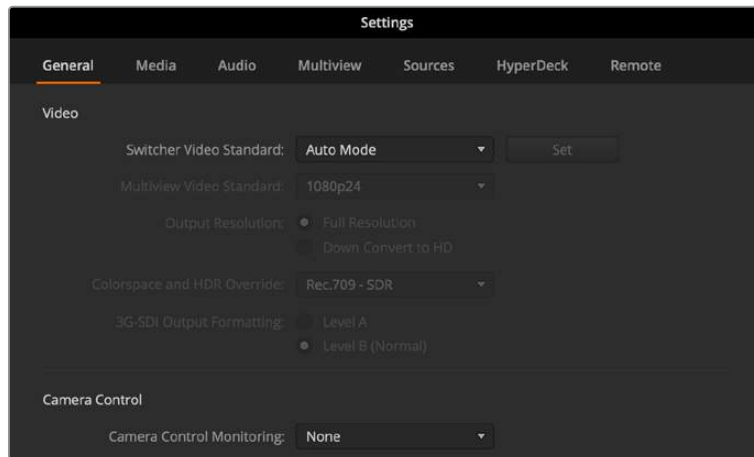 Settings
General Media Audio Multiview Sources HyperDeck Remote
Video
Switcher Video Standard: Auto Mode Set
Multiview Video Standard: 1080p24
Output Resolution: Full Resolution
Down Convert to HD
Colorspace and HDR Override: Rec.709 - SDR
3G-SDI Output Formatting: Level A
Level B (Normal)
Camera Control
Camera Control Monitoring: None